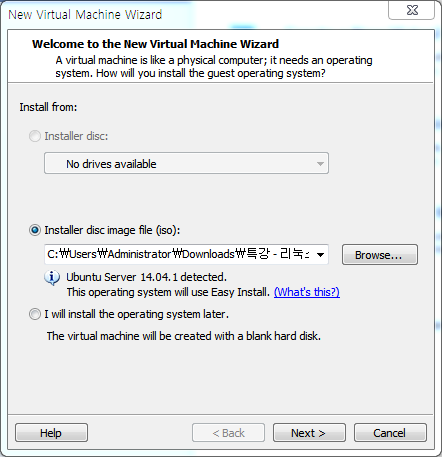 New Virtual Machine Wizard
Welcome to the New Virtual Machine Wizard
A virtual machine is like a physical computer; it needs an operating
system. How will you install the guest operating system?
Install from:
Installer disc:
No drives available
Installer disc image file (iso):
C:₩Users₩Administrator₩Downloads₩특강 - 리눅
Browse...
Ubuntu Server 14.04.1 detected.
This operating system will use Easy Install. (What's this?)
I will install the operating system later.
The virtual machine will be created with a blank hard disk.
Help
< Back
Next >
Cancel